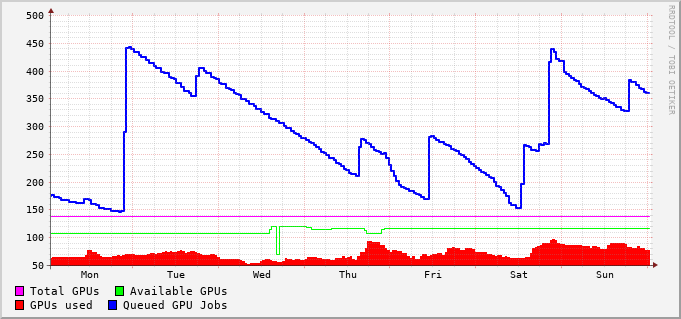 500
450
400
350
300
250
200
150
100
50
Mon Tue Wed Thu Fri Sat Sun
Total GPUs Available GPUs
GPUs used Queued GPU Jobs
RRDTOOL / TOBI OETIKER